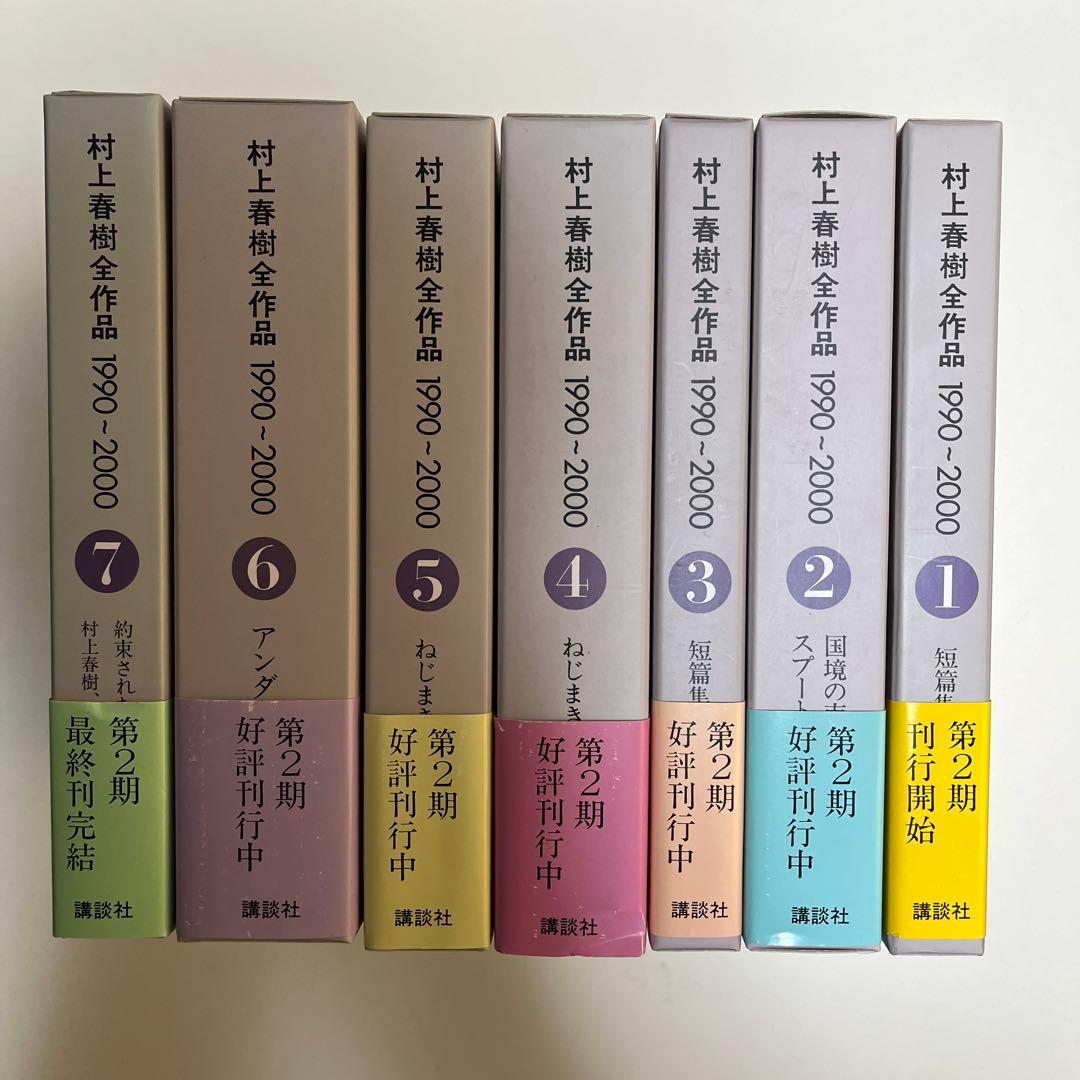 村上春樹全作品 1990~2000
1
短篇集
第2期
刊行開始
講談社
村上春樹全作品 1990~2000
2
国境の
スプート
第2期
好評刊行中
講談社
村上春樹全作品 1990~2000
3
短篇集
第2期
好評刊行中
講談社
村上春樹全作品 1990~2000
4
ねじまき
第2期
好評刊行中
講談社
村上春樹全作品 1990~2000
5
ねじまき
第2期
好評刊行中
講談社
村上春樹全作品 1990~2000
6
アンダ
第2期
好評刊行中
講談社
村上春樹全作品 1990~2000
7
約束され
村上春樹、
第2期
最終刊完結
講談社